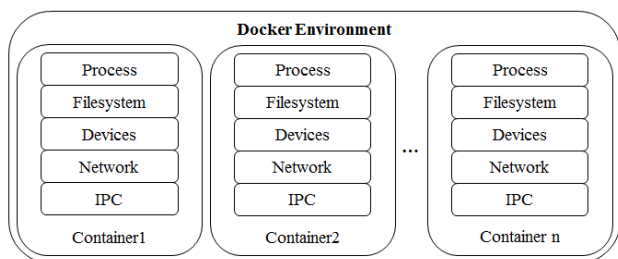 Docker Environment
Process
Filesystem
Devices
Network
IPC
Container1
Process
Filesystem
Devices
Network
IPC
Container2
...
Process
Filesystem
Devices
Network
IPC
Container n